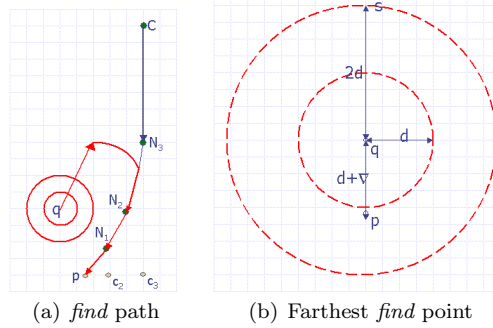 C
N₃
N₂
q
N₁
p
c₂
c₃
(a) find path
s
2d
d
q
d+∇
p
(b) Farthest find point